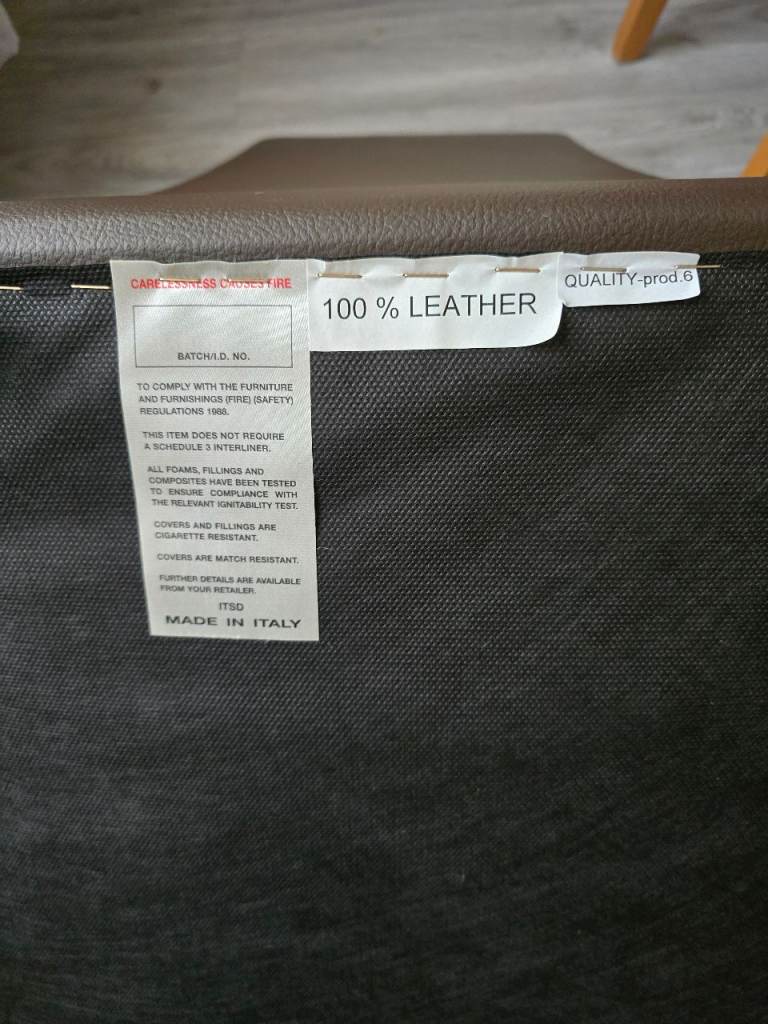 CARELESSNESS CAUSES FIRE
BATCH/I.D. NO.
TO COMPLY WITH THE FURNITURE
AND FURNISHINGS (FIRE) (SAFETY)
REGULATIONS 1988.
THIS ITEM DOES NOT REQUIRE
A SCHEDULE 3 INTERLINER.
ALL FOAMS, FILLINGS AND
COMPOSITES HAVE BEEN TESTED
TO ENSURE COMPLIANCE WITH
THE RELEVANT IGNITABILITY TEST.
COVERS AND FILLINGS ARE
CIGARETTE RESISTANT.
COVERS ARE MATCH RESISTANT.
FURTHER DETAILS ARE AVAILABLE
FROM YOUR RETAILER.
ITSD
MADE IN ITALY
100 % LEATHER
QUALITY-prod.6